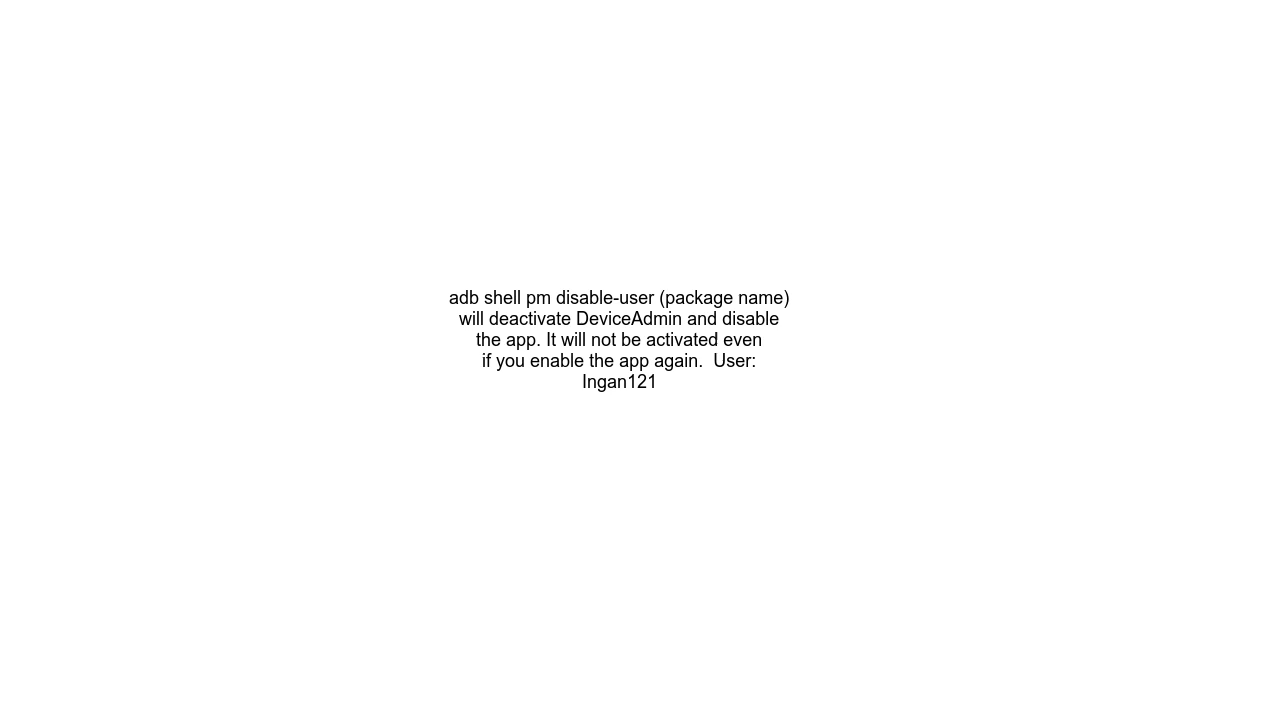 adb shell pm disable-user (package name)
will deactivate DeviceAdmin and disable
the app. It will not be activated even
if you enable the app again.  User:
Ingan121